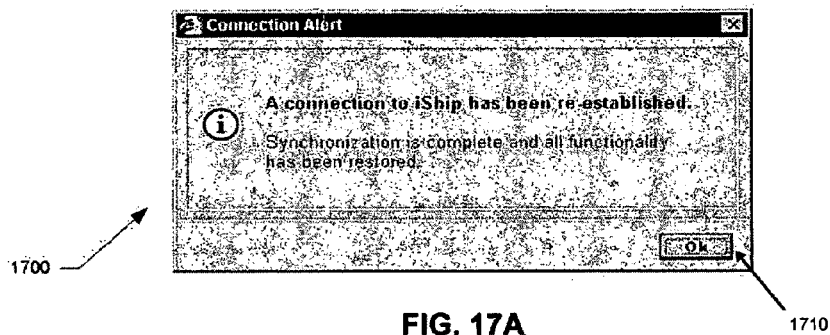 Connection Alert
A connection to iShip has been re-established.
Synchronization is complete and all functionality
has been restored.
Ok
1700
1710
FIG. 17A